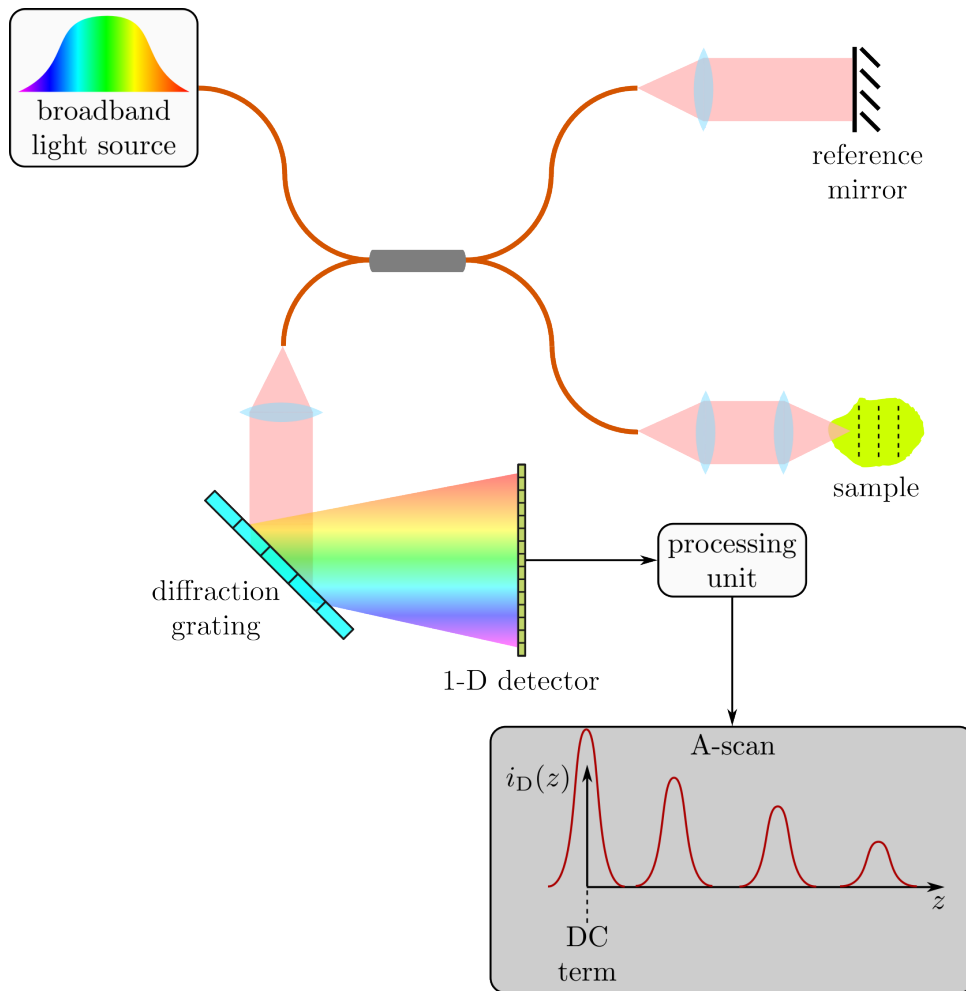 broadband
light source
reference
mirror
sample
diffraction
grating
1-D detector
processing
unit
A-scan
i_D(z)
z
DC
term